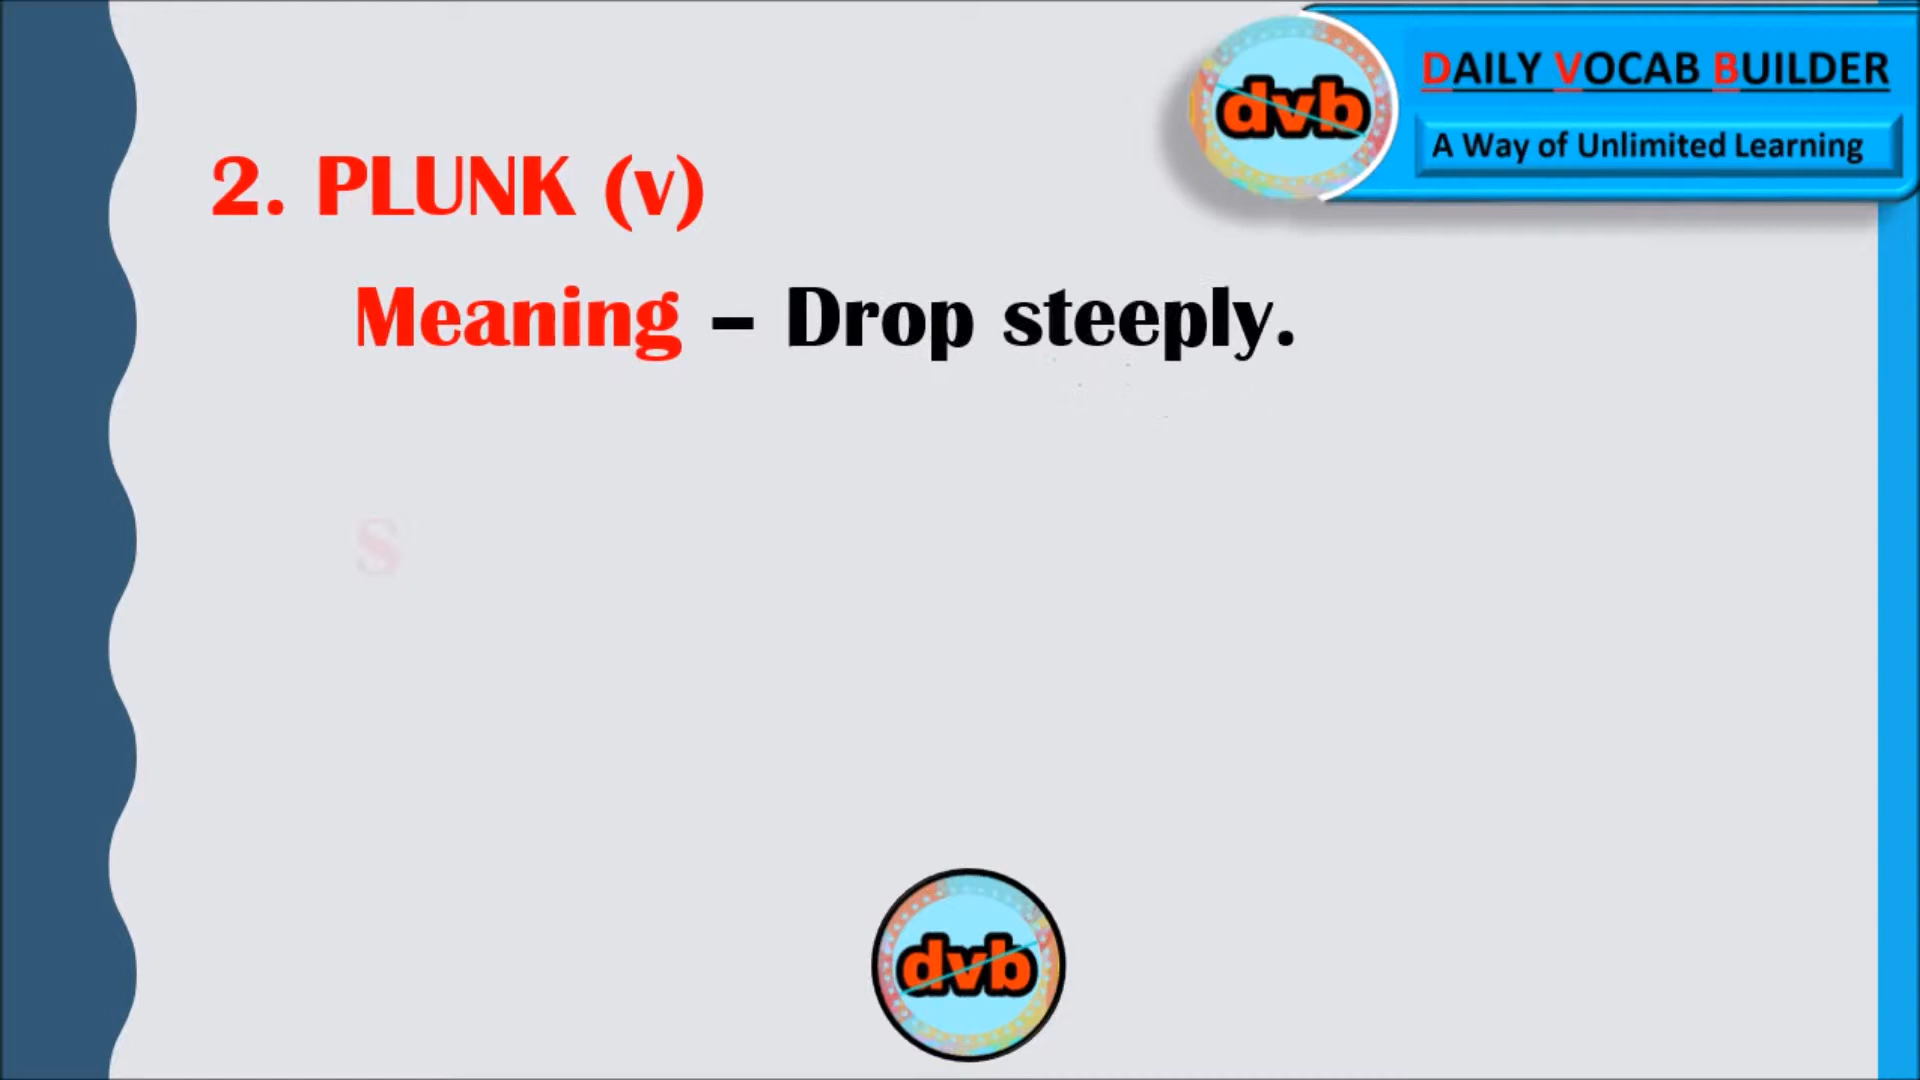 DAILY VOCAB BUILDER
dvb
A Way of Unlimited Learning
2. PLUNK (v)
Meaning – Drop steeply.
S
dvb